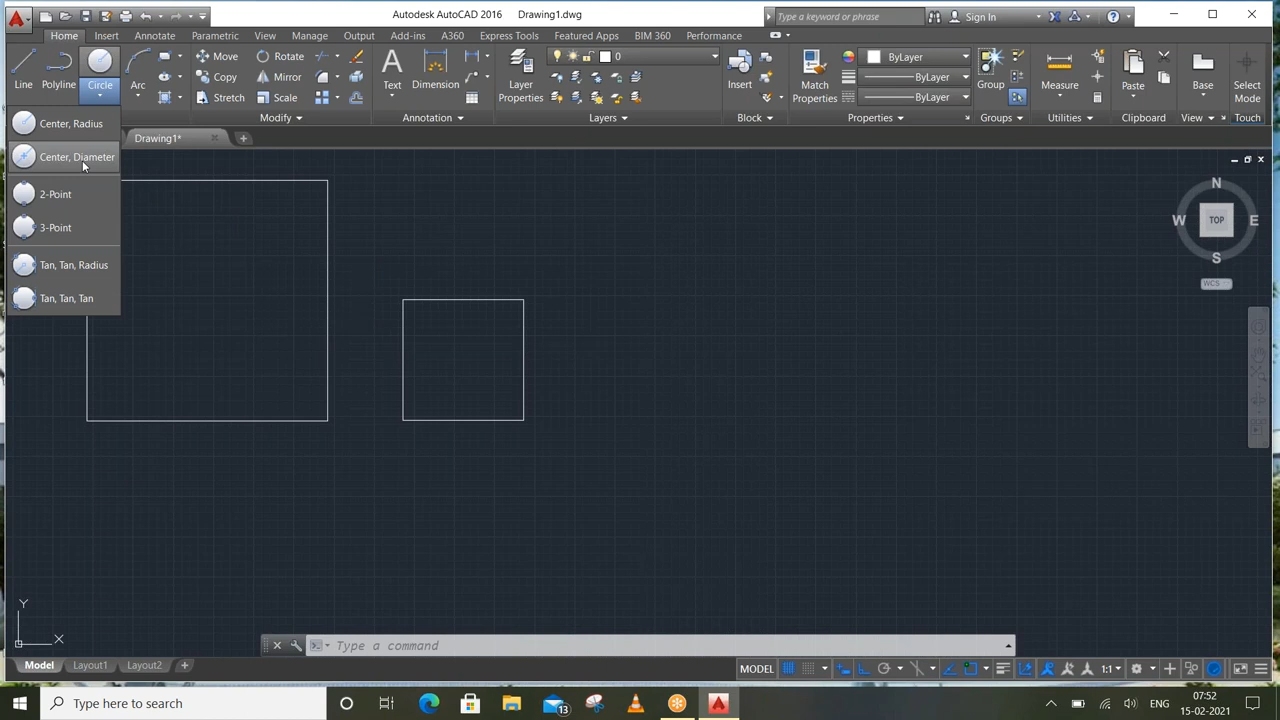 Autodesk AutoCAD 2016 Drawing1.dwg
Type a keyword or phrase
Sign In
Home Insert Annotate Parametric View Manage Output Add-ins A360 Express Tools Featured Apps BIM 360 Performance
Line
Polyline
Circle
Arc
Move
Copy
Stretch
Rotate
Mirror
Scale
Modify
Text
Dimension
Annotation
Layer Properties
0
Layers
Match Properties
Insert
Block
ByLayer
ByLayer
ByLayer
Properties
Group
Groups
Measure
Utilities
Paste
Clipboard
Base
View
Select Mode
Touch
Center, Radius
Center, Diameter
2-Point
3-Point
Tan, Tan, Radius
Tan, Tan, Tan
Drawing1*
N
W TOP E
S
WCS
Y
X
Type a command
Model Layout1 Layout2
MODEL
1:1
Type here to search
13
ENG
07:52
15-02-2021